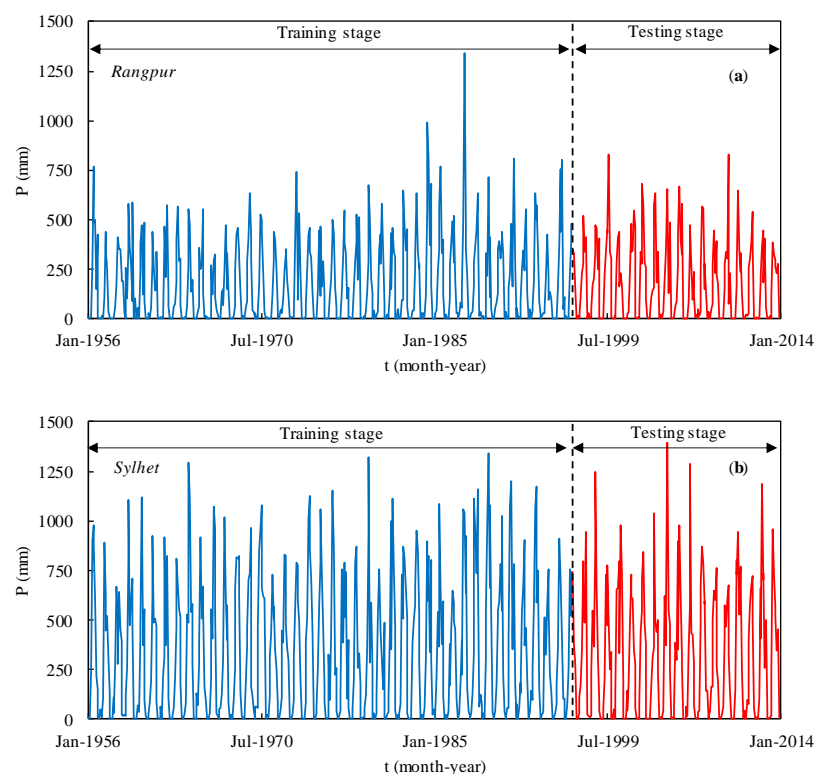 1500
Training stage
Testing stage
Rangpur
(a)
1250
1000
750
500
250
0
P (mm)
Jan-1956
Jul-1970
Jan-1985
Jul-1999
Jan-2014
t (month-year)
1500
Training stage
Testing stage
Sylhet
(b)
1250
1000
750
500
250
0
P (mm)
Jan-1956
Jul-1970
Jan-1985
Jul-1999
Jan-2014
t (month-year)